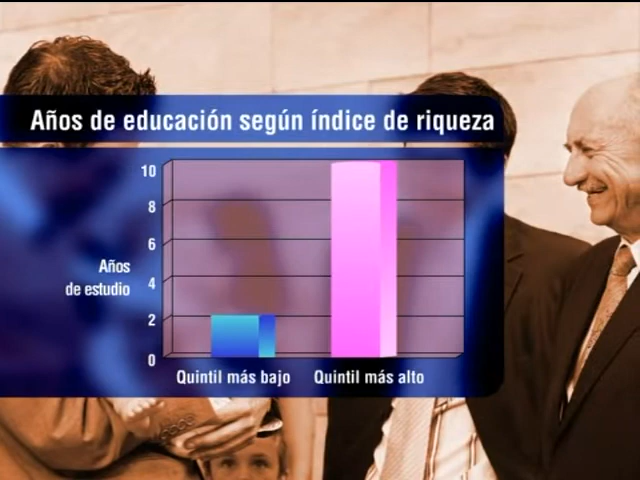 Años de educación según índice de riqueza
10
8
6
4
2
0
Años
de estudio
Quintil más bajo
Quintil más alto